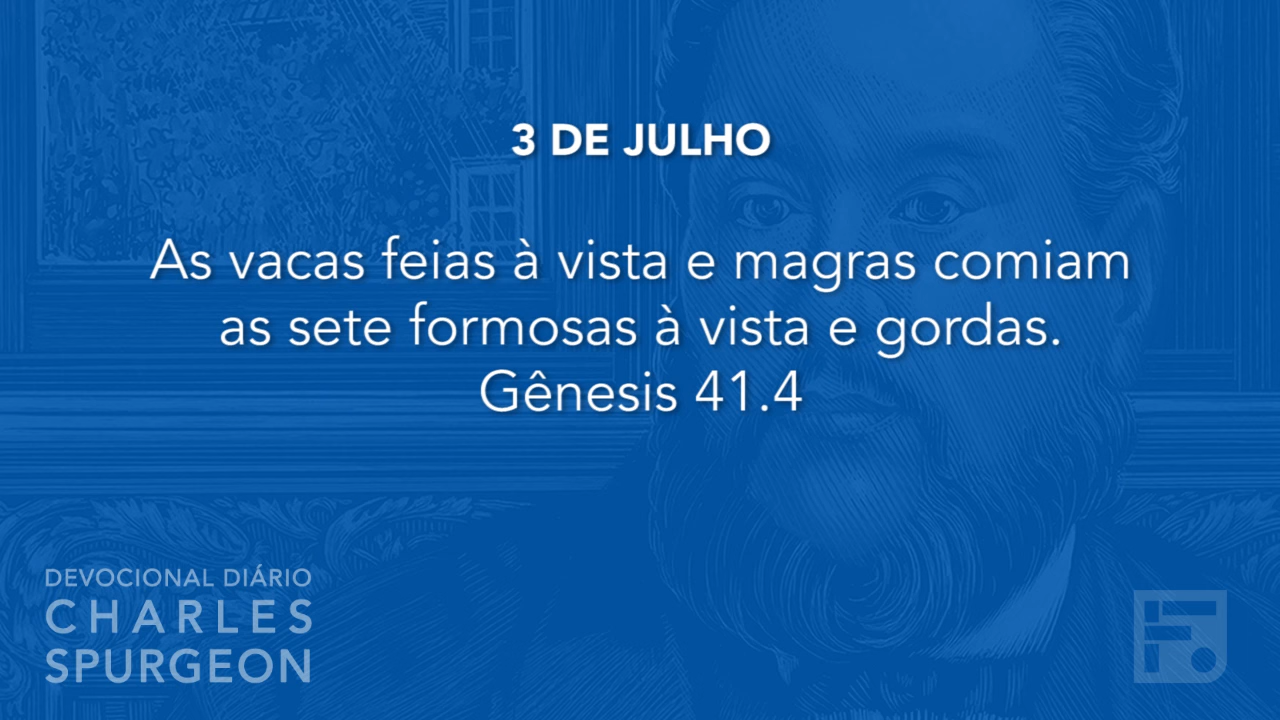 3 DE JULHO
As vacas feias à vista e magras comiam
as sete formosas à vista e gordas.
Gênesis 41.4
DEVOCIONAL DIÁRIO
CHARLES
SPURGEON